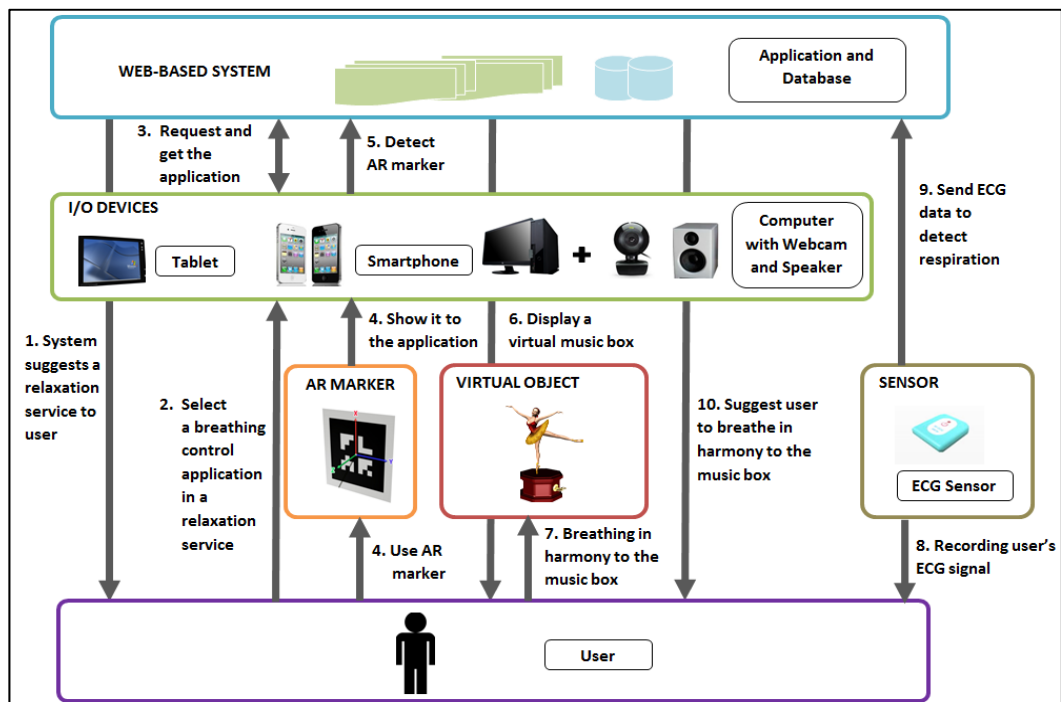 WEB-BASED SYSTEM
Application and
Database
3. Request and
get the
application
5. Detect
AR marker
9. Send ECG
data to
detect
respiration
I/O DEVICES
Tablet
Smartphone
Computer
with Webcam
and Speaker
1. System
suggests a
relaxation
service to
user
2. Select
a breathing
control
application
in a
relaxation
service
4. Show it to
the application
6. Display a
virtual music box
AR MARKER
VIRTUAL OBJECT
10. Suggest user
to breathe in
harmony to the
music box
SENSOR
ECG Sensor
4. Use AR
marker
7. Breathing in
harmony to the
music box
8. Recording user's
ECG signal
User